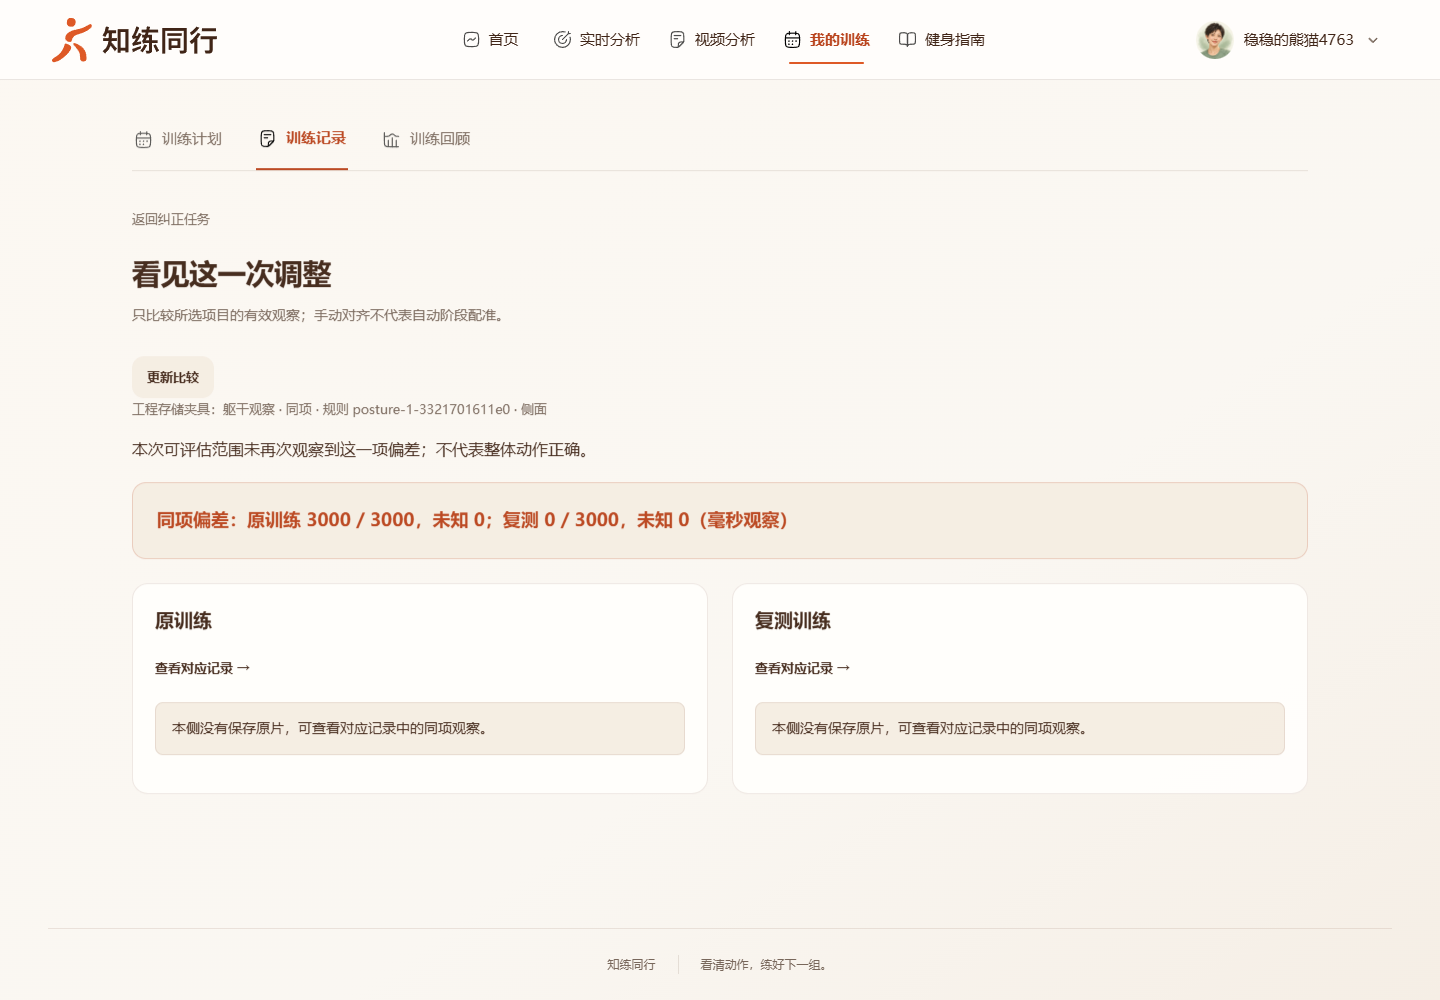 知练同行
首页
实时分析
视频分析
我的训练
健身指南
稳稳的熊猫4763
训练计划
训练记录
训练回顾
返回纠正任务
看见这一次调整
只比较所选项目的有效观察；手动对齐不代表自动阶段配准。
更新比较
工程存储夹具：躯干观察 · 同项 · 规则 posture-1-3321701611e0 · 侧面
本次可评估范围未再次观察到这一项偏差；不代表整体动作正确。
同项偏差：原训练 3000 / 3000，未知 0；复测 0 / 3000，未知 0（毫秒观察）
原训练
查看对应记录 →
本侧没有保存原片，可查看对应记录中的同项观察。
复测训练
查看对应记录 →
本侧没有保存原片，可查看对应记录中的同项观察。
知练同行
看清动作，练好下一组。